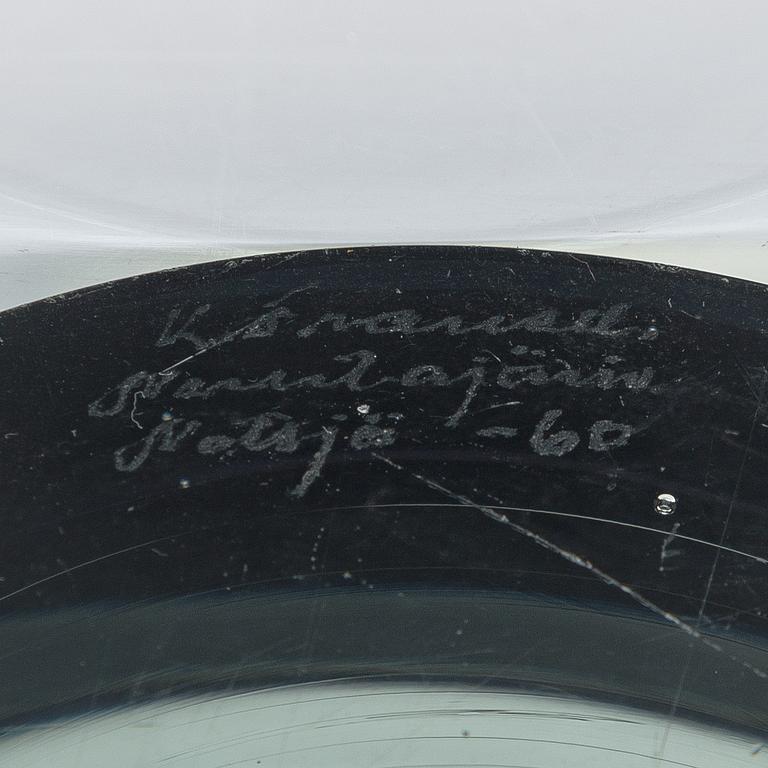 K. Franck,
Nuutajärvi
Notsjö -60